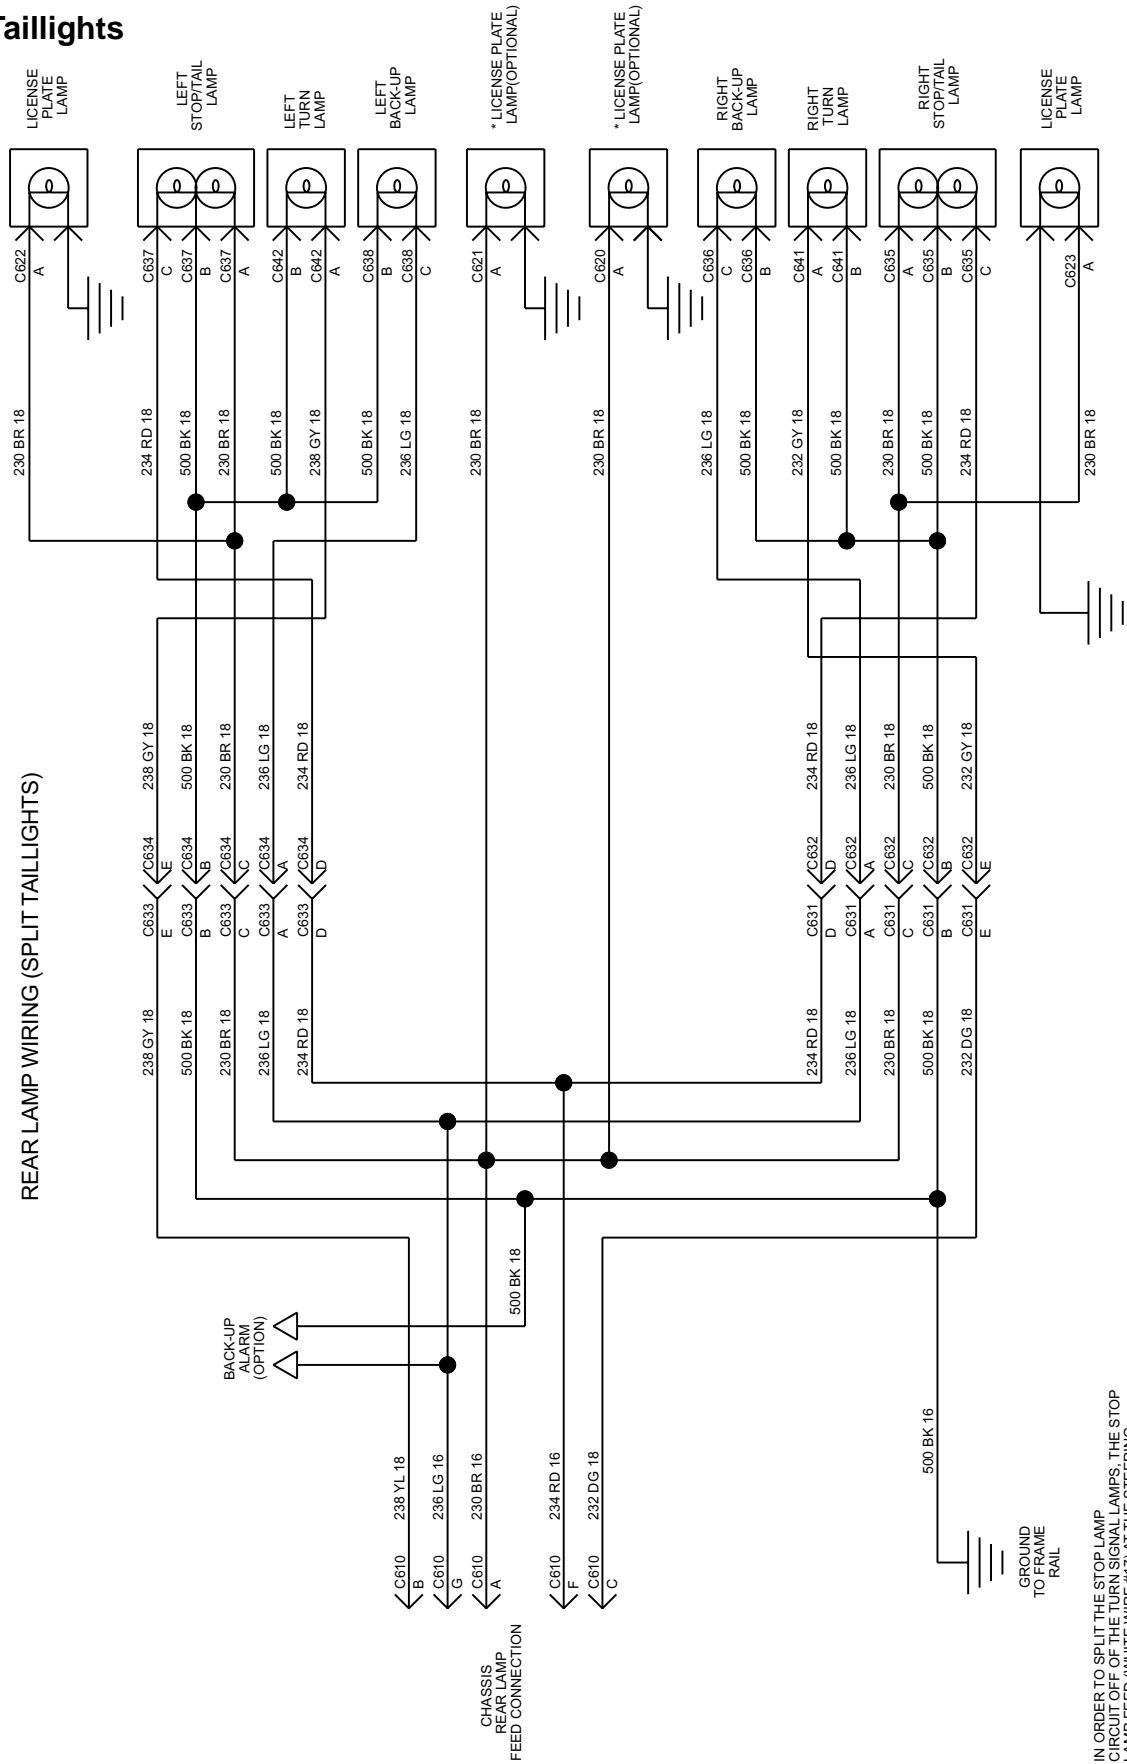 Taillights
REAR LAMP WIRING (SPLIT TAILLIGHTS)
LICENSE
PLATE
LAMP
LEFT
STOP/TAIL
LAMP
LEFT
TURN
LAMP
LEFT
BACK-UP
LAMP
* LICENSE PLATE
LAMP(OPTIONAL)
* LICENSE PLATE
LAMP(OPTIONAL)
RIGHT
BACK-UP
LAMP
RIGHT
TURN
LAMP
RIGHT
STOP/TAIL
LAMP
LICENSE
PLATE
LAMP
C622
A
C637
C
C637
B
C637
A
C642
B
C642
A
C638
B
C638
C
C621
A
C620
A
C636
C
C636
B
C641
A
C641
B
C635
A
C635
B
C635
C
C623
A
230 BR 18
234 RD 18
500 BK 18
230 BR 18
500 BK 18
238 GY 18
500 BK 18
236 LG 18
230 BR 18
230 BR 18
236 LG 18
500 BK 18
232 GY 18
500 BK 18
230 BR 18
500 BK 18
234 RD 18
230 BR 18
238 GY 18
500 BK 18
230 BR 18
236 LG 18
234 RD 18
234 RD 18
236 LG 18
230 BR 18
500 BK 18
232 GY 18
C634
E
C634
B
C634
C
C634
A
C634
D
C632
D
C632
A
C632
C
C632
B
C632
E
C633
E
C633
B
C633
C
C633
A
C633
D
C631
D
C631
A
C631
C
C631
B
C631
E
238 GY 18
500 BK 18
230 BR 18
236 LG 18
234 RD 18
234 RD 18
236 LG 18
230 BR 18
500 BK 18
232 DG 18
500 BK 18
BACK-UP
ALARM
(OPTION)
238 YL 18
236 LG 16
230 BR 16
234 RD 16
232 DG 18
500 BK 16
C610
B
C610
G
C610
A
C610
F
C610
C
CHASSIS
REAR LAMP
FEED CONNECTION
GROUND
TO FRAME
RAIL
IN ORDER TO SPLIT THE STOP LAMP
CIRCUIT OFF OF THE TURN SIGNAL LAMPS, THE STOP
LAMP FEED (WHITE WIRE #17) AT THE STEERING